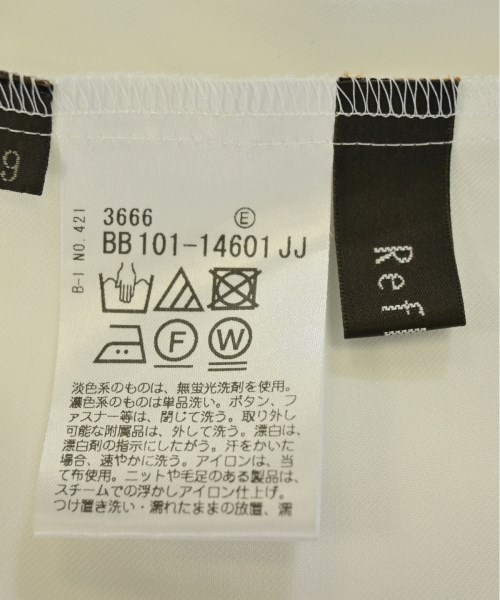 9
B-I NO.421
3666 E
BB 101-14601 JJ
F W
淡色系のものは、無蛍光洗剤を使用。
濃色系のものは単品洗い。ボタン、フ
ァスナー等は、閉じて洗う。取り外し
可能な附属品は、外して洗う。漂白は、
漂白剤の指示にしたがう。汗をかいた
場合、速やかに洗う。アイロンは、当
て布使用。ニットや毛足のある製品は、
スチームでの浮かしアイロン仕上げ。
つけ置き洗い・濡れたままの放置、濡
Ref